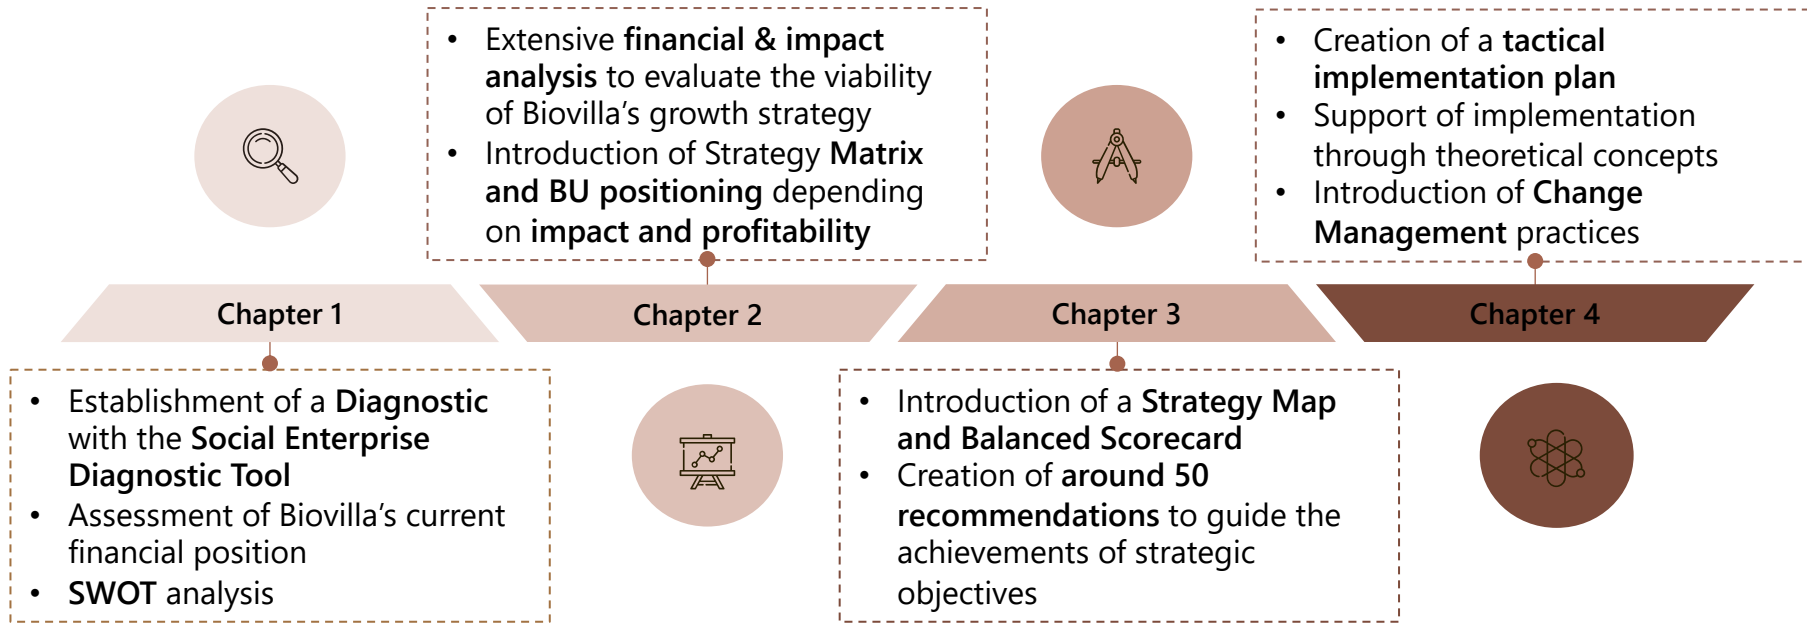 Chapter 1
• Establishment of a Diagnostic
with the Social Enterprise
Diagnostic Tool
• Assessment of Biovilla's current
financial position
• SWOT analysis
• Extensive financial & impact
analysis to evaluate the viability
of Biovilla's growth strategy
• Introduction of Strategy Matrix
and BU positioning depending
on impact and profitability
Chapter 2
Chapter 3
• Introduction of a Strategy Map
and Balanced Scorecard
• Creation of around 50
recommendations to guide the
achievements of strategic
objectives
• Creation of a tactical
implementation plan
• Support of implementation
through theoretical concepts
• Introduction of Change
Management practices
Chapter 4